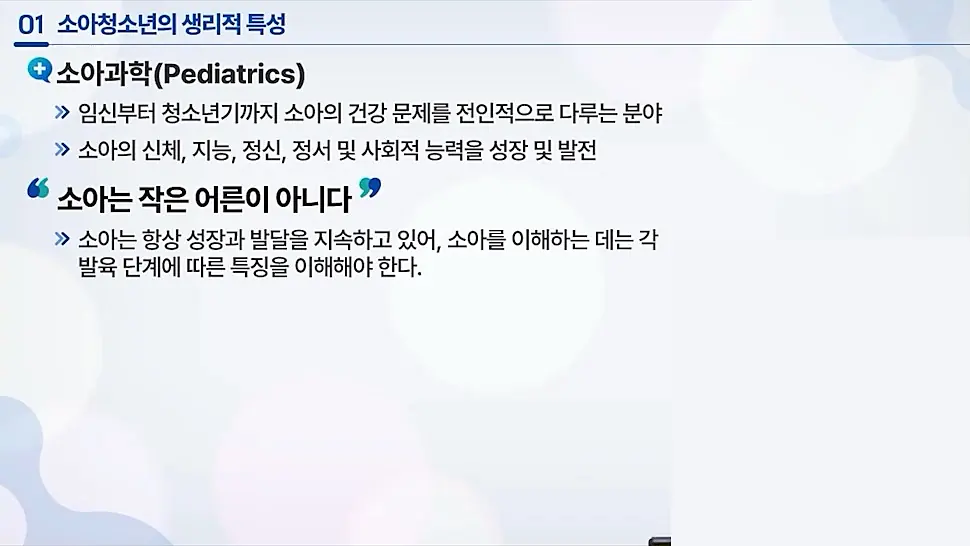 01 소아청소년의 생리적 특성
소아과학(Pediatrics)
» 임신부터 청소년기까지 소아의 건강 문제를 전인적으로 다루는 분야
» 소아의 신체, 지능, 정신, 정서 및 사회적 능력을 성장 및 발전
“ 소아는 작은 어른이 아니다 ”
» 소아는 항상 성장과 발달을 지속하고 있어, 소아를 이해하는 데는 각
발육 단계에 따른 특징을 이해해야 한다.